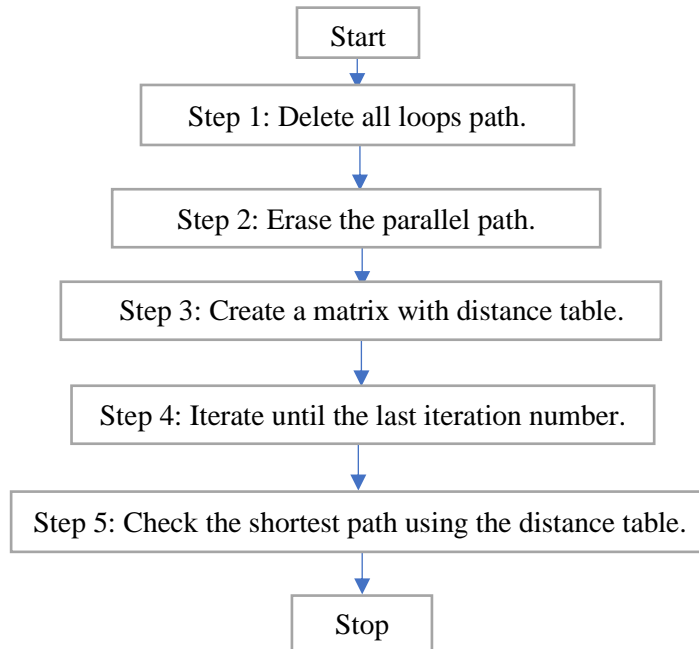 Start
Step 1: Delete all loops path.
Step 2: Erase the parallel path.
Step 3: Create a matrix with distance table.
Step 4: Iterate until the last iteration number.
Step 5: Check the shortest path using the distance table.
Stop